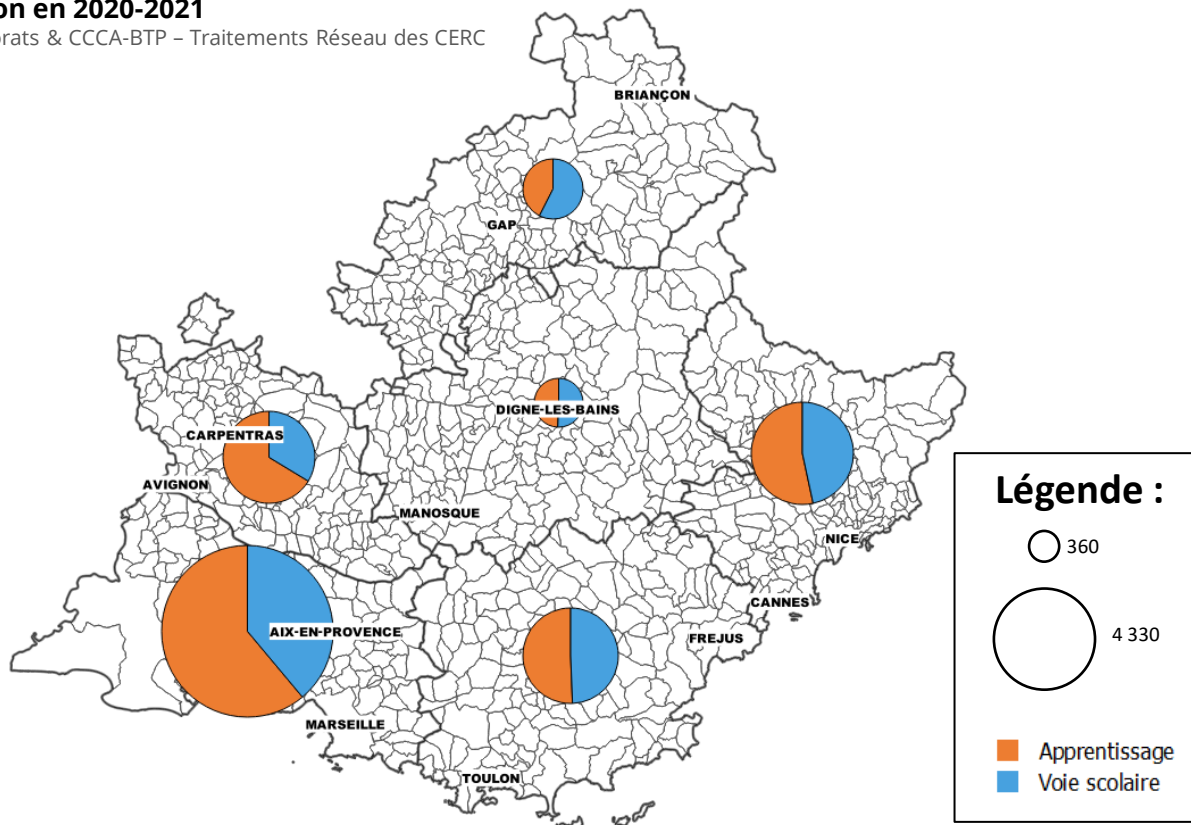 on en 2020-2021
orats & CCCA-BTP – Traitements Réseau des CERC
BRIANÇON
GAP
DIGNE-LES-BAINS
CARPENTRAS
AVIGNON
MANOSQUE
NICE
CANNES
FREJUS
AIX-EN-PROVENCE
MARSEILLE
TOULON
Légende :
360
4 330
Apprentissage
Voie scolaire